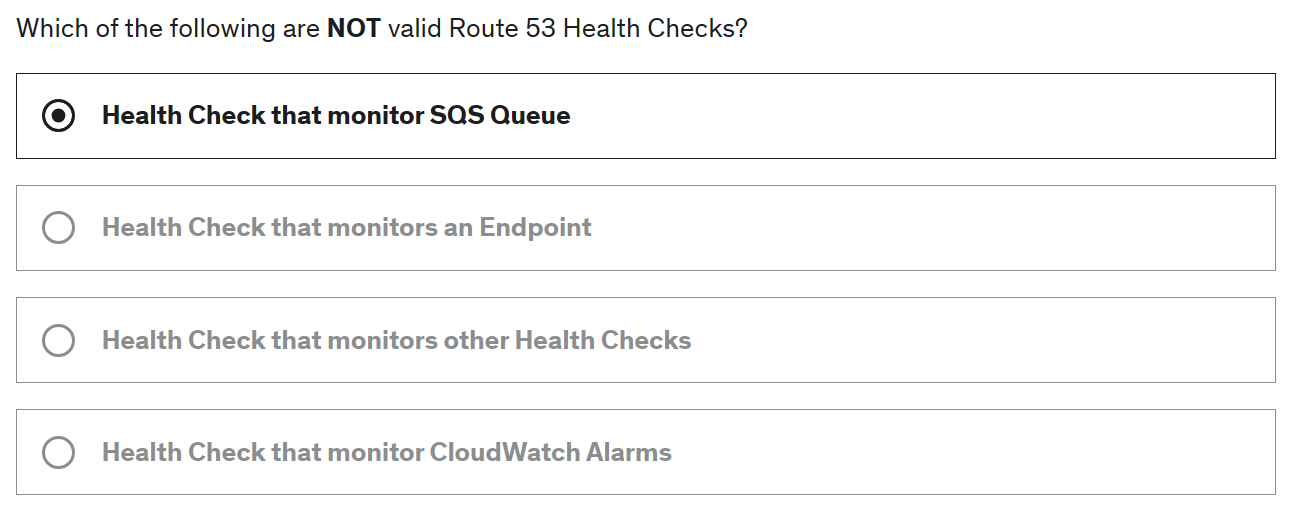 Which of the following are NOT valid Route 53 Health Checks?
Health Check that monitor SQS Queue
Health Check that monitors an Endpoint
Health Check that monitors other Health Checks
Health Check that monitor CloudWatch Alarms